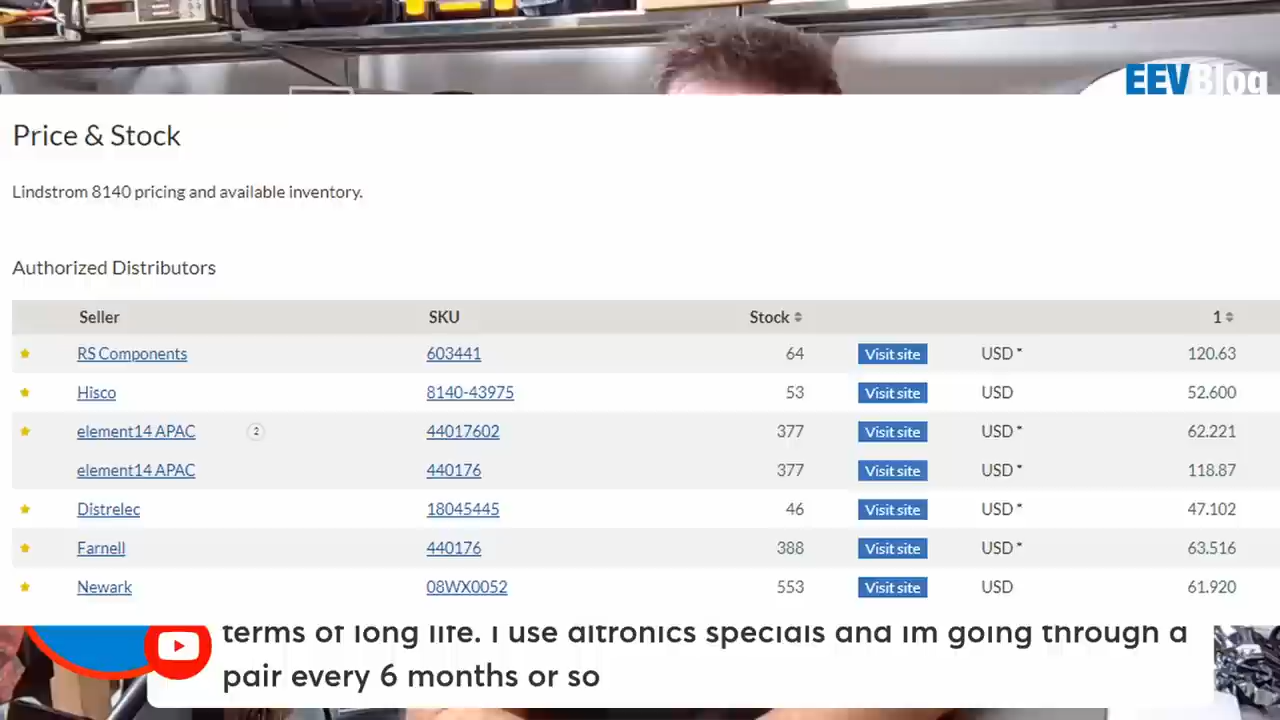 EEVBlog
Price & Stock
Lindstrom 8140 pricing and available inventory.
Authorized Distributors
Seller SKU Stock 1
RS Components 603441 64 Visit site USD * 120.63
Hisco 8140-43975 53 Visit site USD 52.600
element14 APAC 2 44017602 377 Visit site USD * 62.221
element14 APAC 440176 377 Visit site USD * 118.87
Distrelec 18045445 46 Visit site USD * 47.102
Farnell 440176 388 Visit site USD * 63.516
Newark 08WX0052 553 Visit site USD 61.920
terms of long life. I use altronics specials and im going through a
pair every 6 months or so